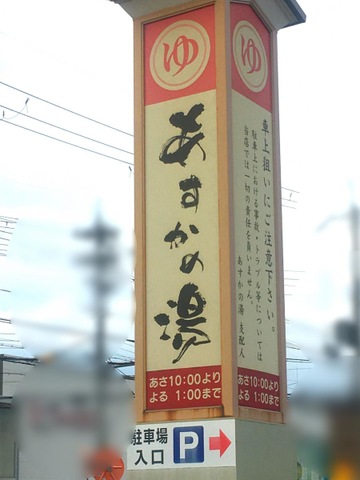 ゆ
あすかの湯
あさ10:00より
よる 1:00まで
ゆ
車上狙いにご注意下さい。
駐車上における事故・トラブル等については
当店では一切の責任を負いません。
あすかの湯 支配人
あさ10:00より
よる 1:00まで
駐車場
入口
P